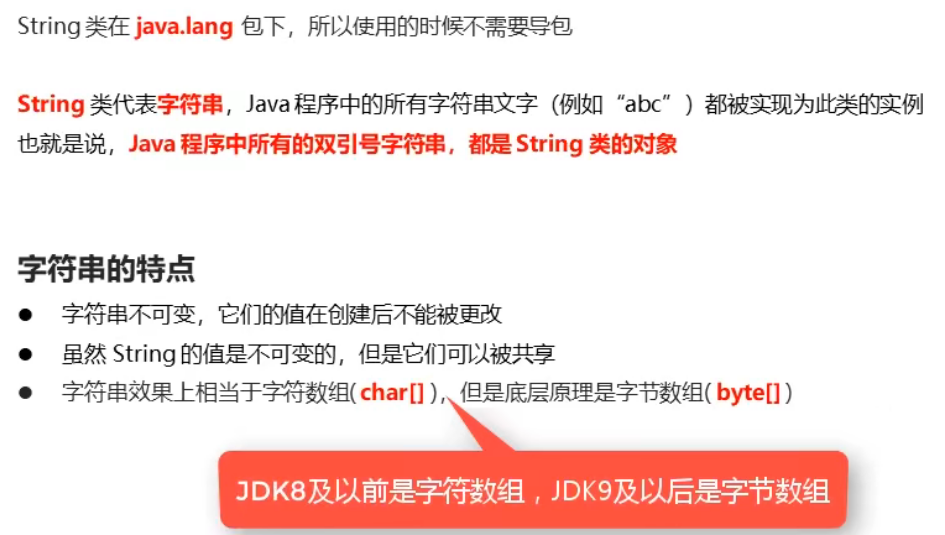 String 类在 java.lang 包下，所以使用的时候不需要导包
String 类代表字符串，Java 程序中的所有字符串文字（例如“abc”）都被实现为此类的实例
也就是说，Java 程序中所有的双引号字符串，都是 String 类的对象
字符串的特点
● 字符串不可变，它们的值在创建后不能被更改
● 虽然 String 的值是不可变的，但是它们可以被共享
● 字符串效果上相当于字符数组( char[] )，但是底层原理是字节数组( byte[] )
JDK8及以前是字符数组，JDK9及以后是字节数组